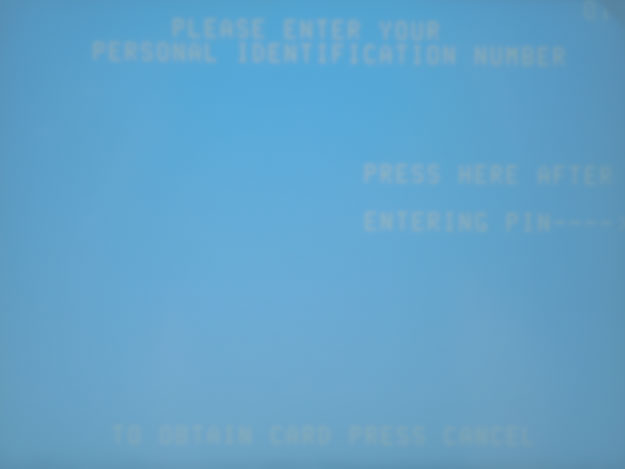 PLEASE ENTER YOUR
PERSONAL IDENTIFICATION NUMBER
PRESS HERE AFTER
ENTERING PIN---->
TO OBTAIN CARD PRESS CANCEL